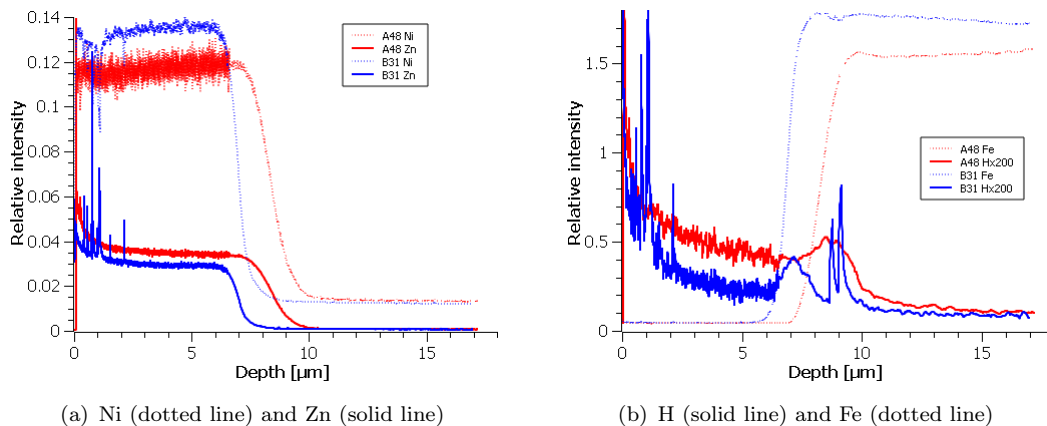 0.14
0.12
0.1
0.08
0.06
0.04
0.02
0
0
5
10
15
Relative intensity
Depth [µm]
A48 Ni
A48 Zn
B31 Ni
B31 Zn
(a) Ni (dotted line) and Zn (solid line)
1.5
1
0.5
0
0
5
10
15
Relative intensity
Depth [µm]
A48 Fe
A48 Hx200
B31 Fe
B31 Hx200
(b) H (solid line) and Fe (dotted line)